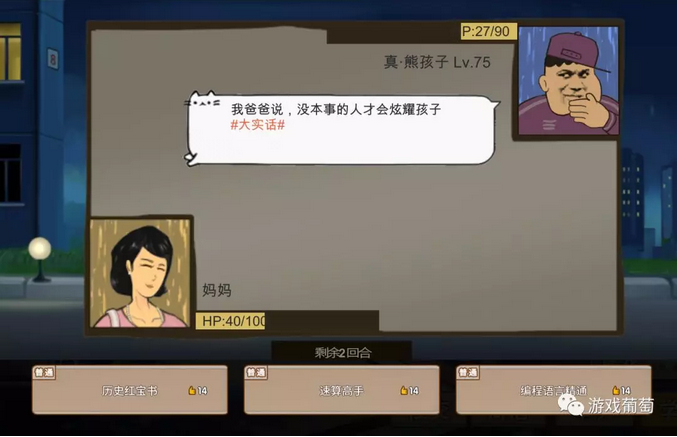 8
P:27/90
真·熊孩子 Lv.75
我爸爸说，没本事的人才会炫耀孩子
#大实话#
妈妈
HP:40/100
剩余2回合
普通
历史红宝书
14
普通
速算高手
14
普通
编程语言精通
14
游戏葡萄